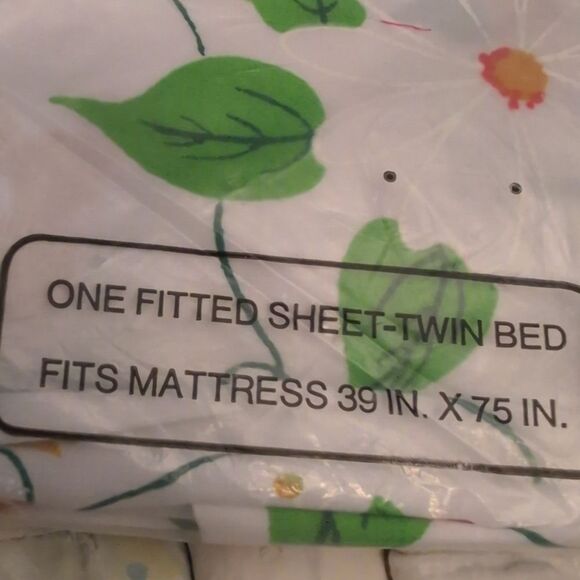 ONE FITTED SHEET-TWIN BED
FITS MATTRESS 39 IN. X 75 IN.